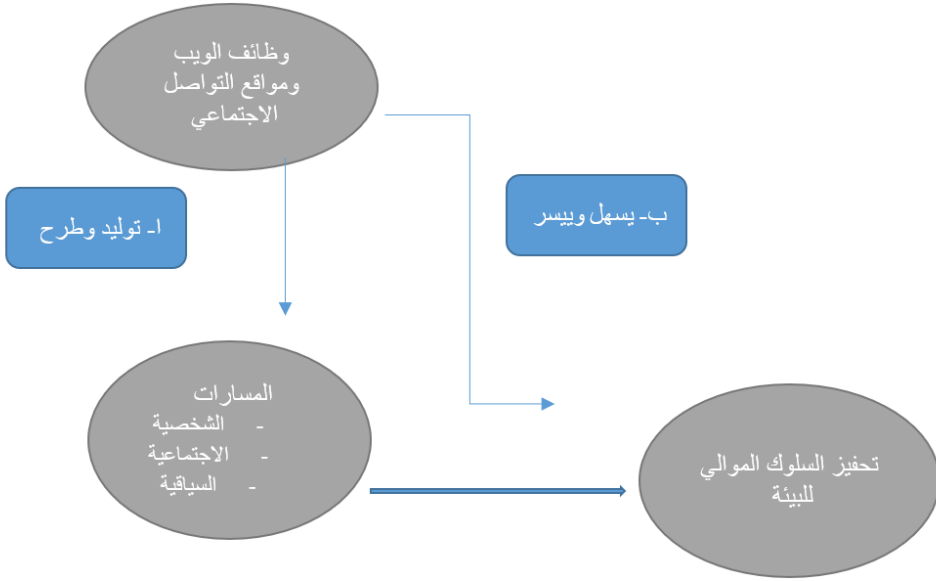 وظائف الويب
ومواقع التواصل
الاجتماعي
ا- توليد وطرح
ب- يسهل وييسر
المسارات
- الشخصية
- الاجتماعية
- السياقية
تحفيز السلوك الموالي
للبيئة